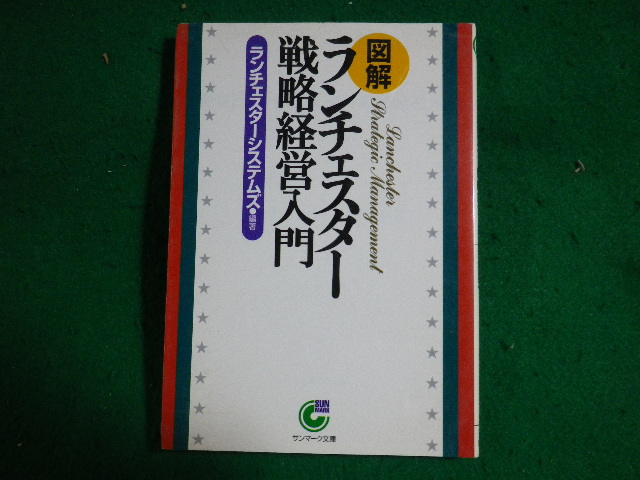 図解
ランチェスター
戦略経営入門
Lanchester
Strategic Management
ランチェスターシステムズ●編著
SUN
MARK
サンマーク文庫